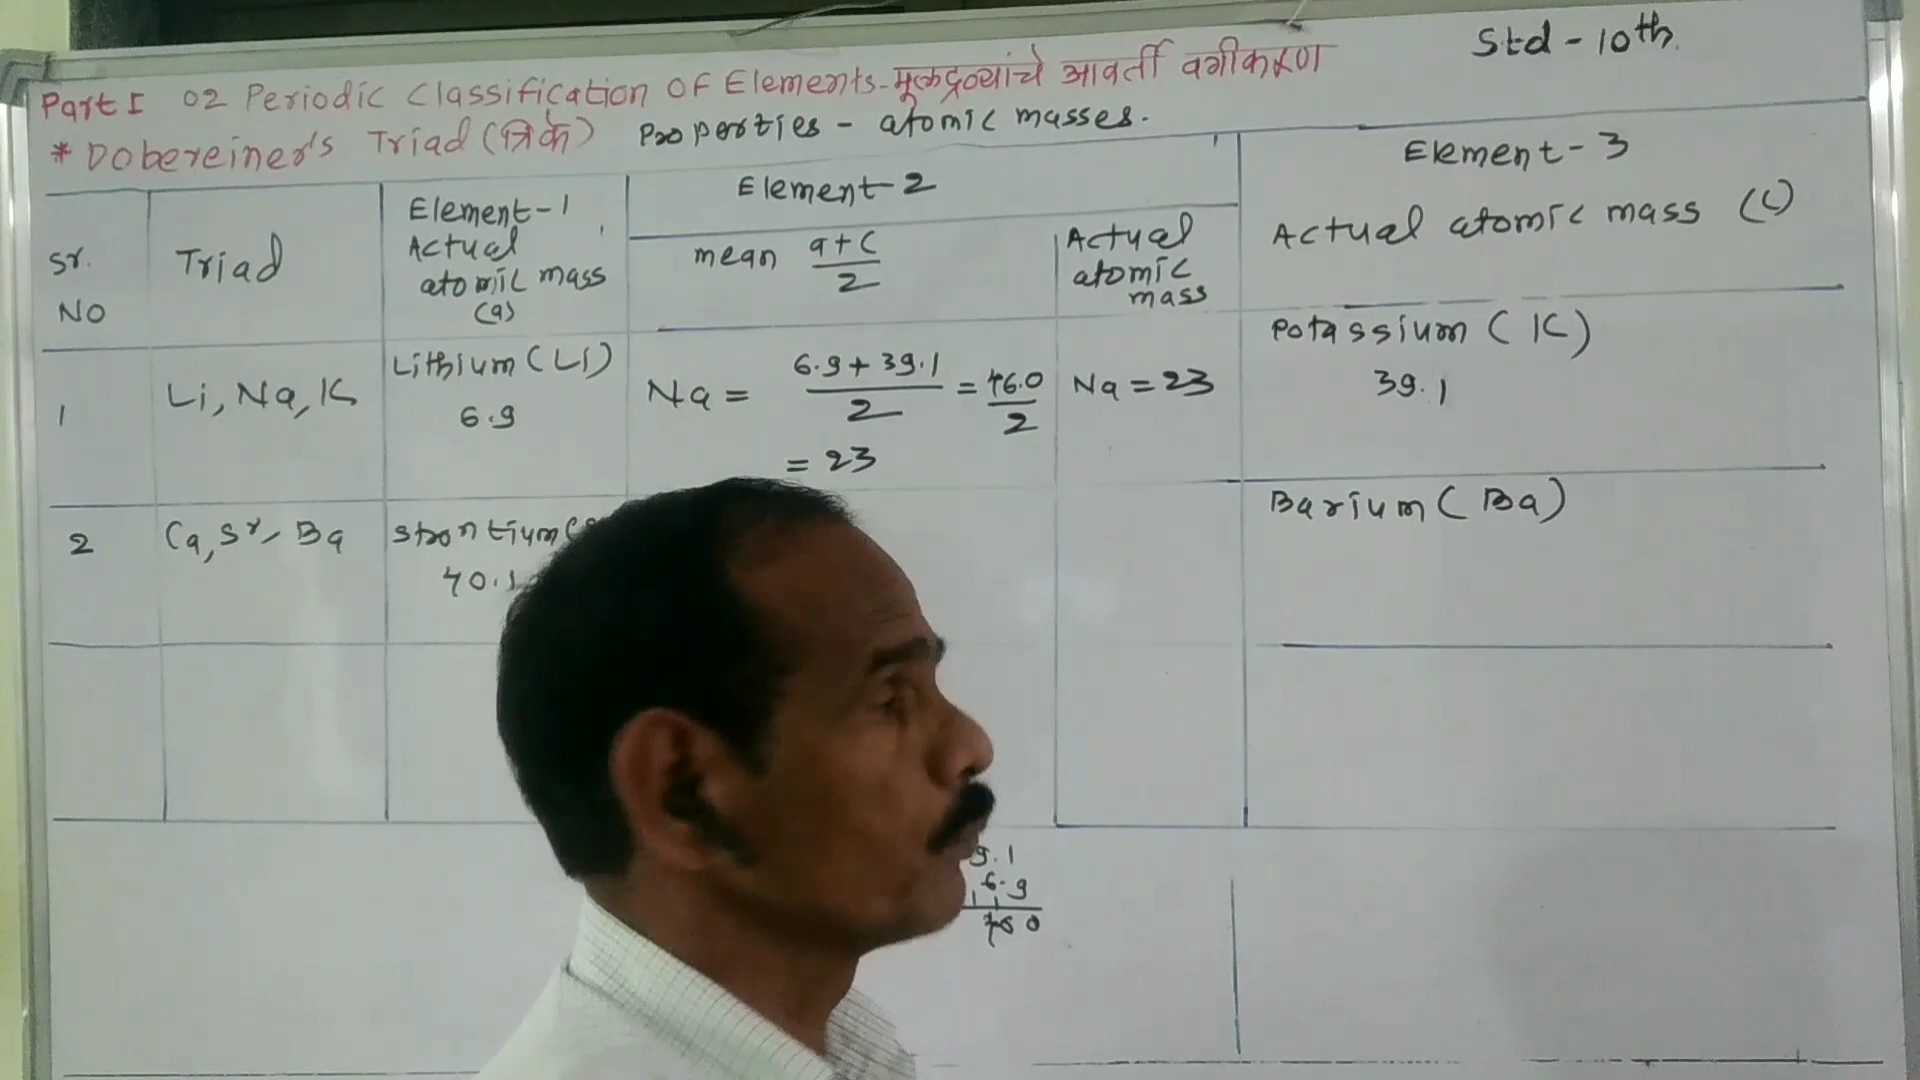 Std - 10th.
Part I 02 Periodic Classification Of Elements - मूलद्रव्यांचे आवर्ती वर्गीकरण
* Dobereiner's Triad (त्रिके) Properties - atomic masses.
Sr. No
Triad
Element-1
Actual
atomic mass
(a)
Element-2
mean a+c
2
Actual
atomic
mass
Element-3
Actual atomic mass (c)
1
Li, Na, K
Lithium (Li)
6.9
Na = 6.9 + 39.1 = 46.0
2 2
= 23
Na = 23
Potassium (K)
39.1
2
Ca, Sr, Ba
Strontium (
40.1
Barium (Ba)
9.1
6.9